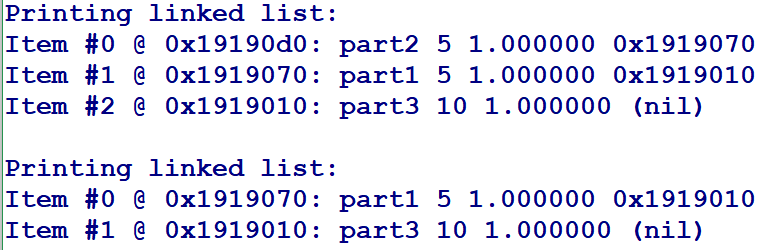 Printing linked list:
Item #0 @ 0x19190d0: part2 5 1.000000 0x1919070
Item #1 @ 0x1919070: part1 5 1.000000 0x1919010
Item #2 @ 0x1919010: part3 10 1.000000 (nil)
Printing linked list:
Item #0 @ 0x1919070: part1 5 1.000000 0x1919010
Item #1 @ 0x1919010: part3 10 1.000000 (nil)